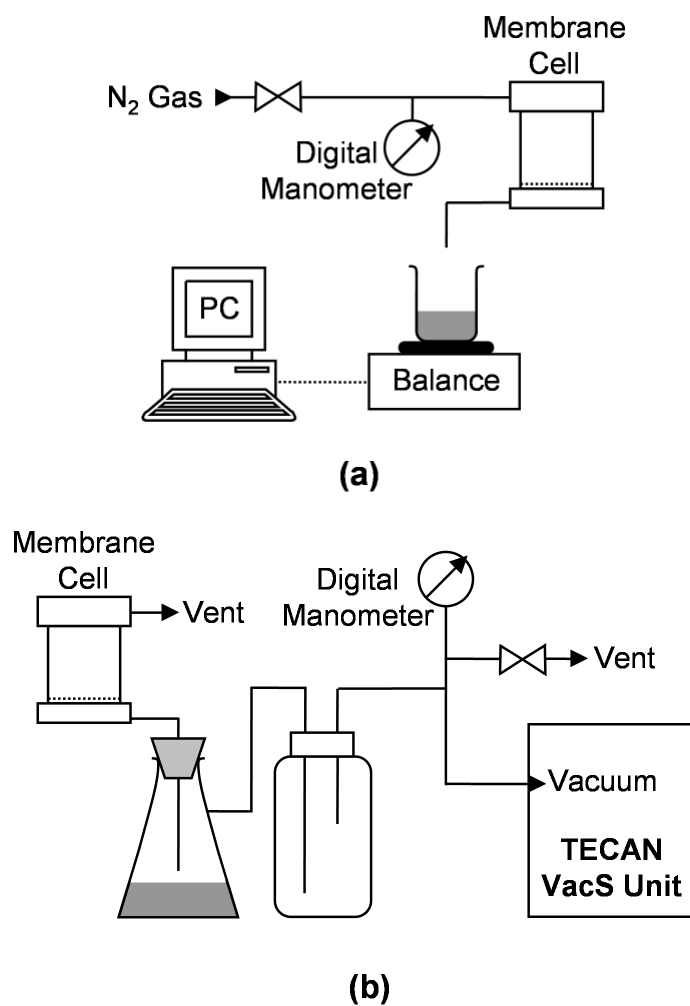 Membrane
Cell
N₂ Gas
Digital
Manometer
PC
Balance
(a)
Membrane
Cell
Vent
Digital
Manometer
Vent
Vacuum
TECAN
VacS Unit
(b)